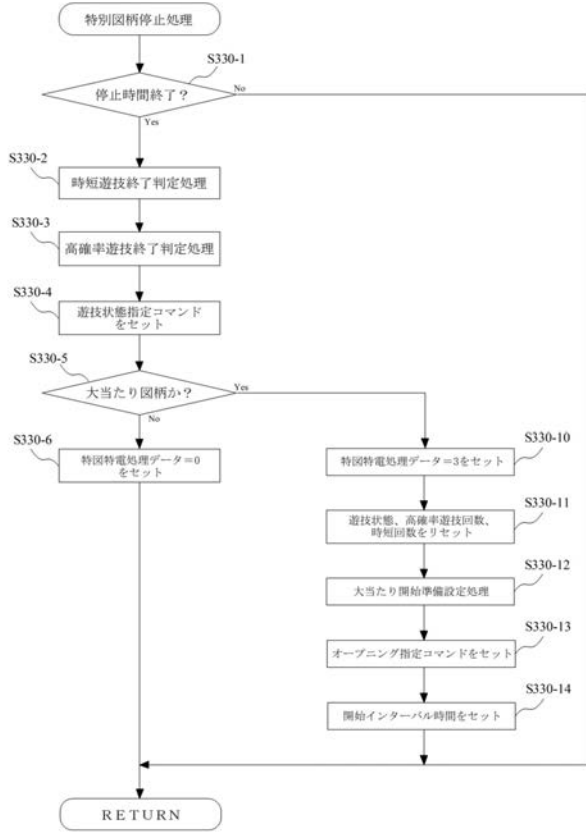 特別図柄停止処理
S330-1
停止時間終了？
No
Yes
S330-2
時短遊技終了判定処理
S330-3
高確率遊技終了判定処理
S330-4
遊技状態指定コマンド
をセット
S330-5
大当たり図柄か？
Yes
No
S330-6
特図特電処理データ＝0
をセット
S330-10
特図特電処理データ＝3をセット
S330-11
遊技状態、高確率遊技回数、
時短回数をリセット
S330-12
大当たり開始準備設定処理
S330-13
オープニング指定コマンドをセット
S330-14
開始インターバル時間をセット
RETURN